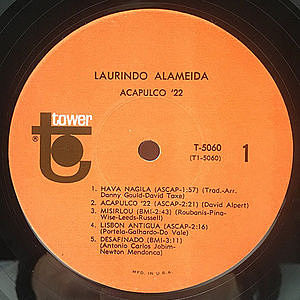 LAURINDO ALAMEIDA
ACAPULCO '22
tower
T-5060
(T1-5060)
1
1. HAVA NAGILA (ASCAP-1:57) (Trad.-Arr.
Danny Gould-David Taxe)
2. ACAPULCO '22 (ASCAP-2:21) (David Alpert)
3. MISIRLOU (BMI-2:43) (Roubanis-Pina-
Wise-Leeds-Russell)
4. LISBON ANTIGUA (ASCAP-2:16)
(Portela-Galhardo-Do Vale)
5. DESAFINADO (BMI-3:11)
(Antonio Carlos Jobim-
Newton Mendonca)
MFG. IN U.S.A.